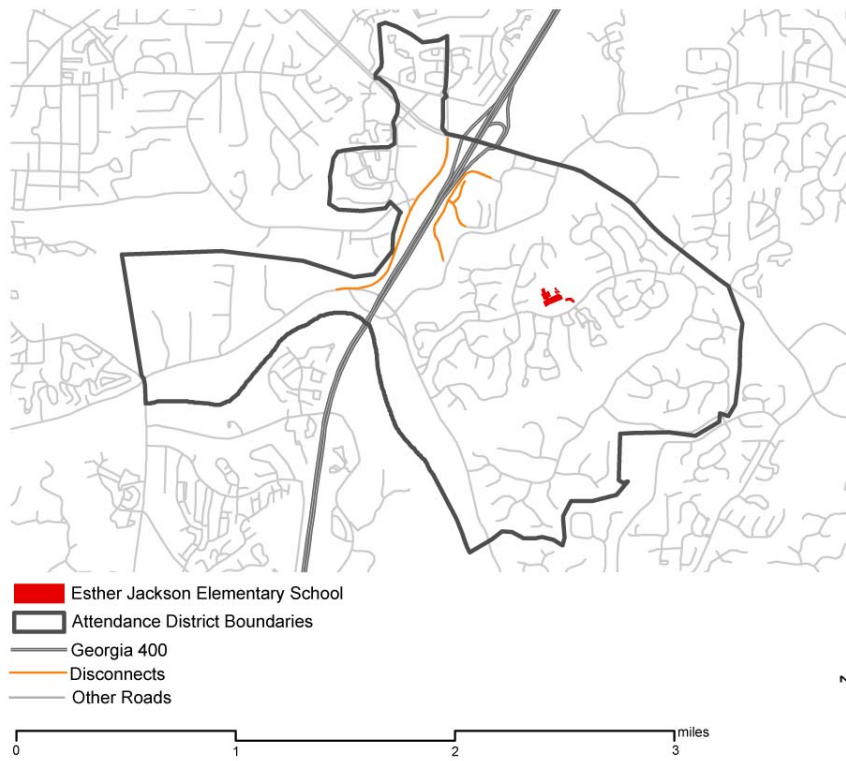 Esther Jackson Elementary School
Attendance District Boundaries
Georgia 400
Disconnects
Other Roads
miles
0 1 2 3